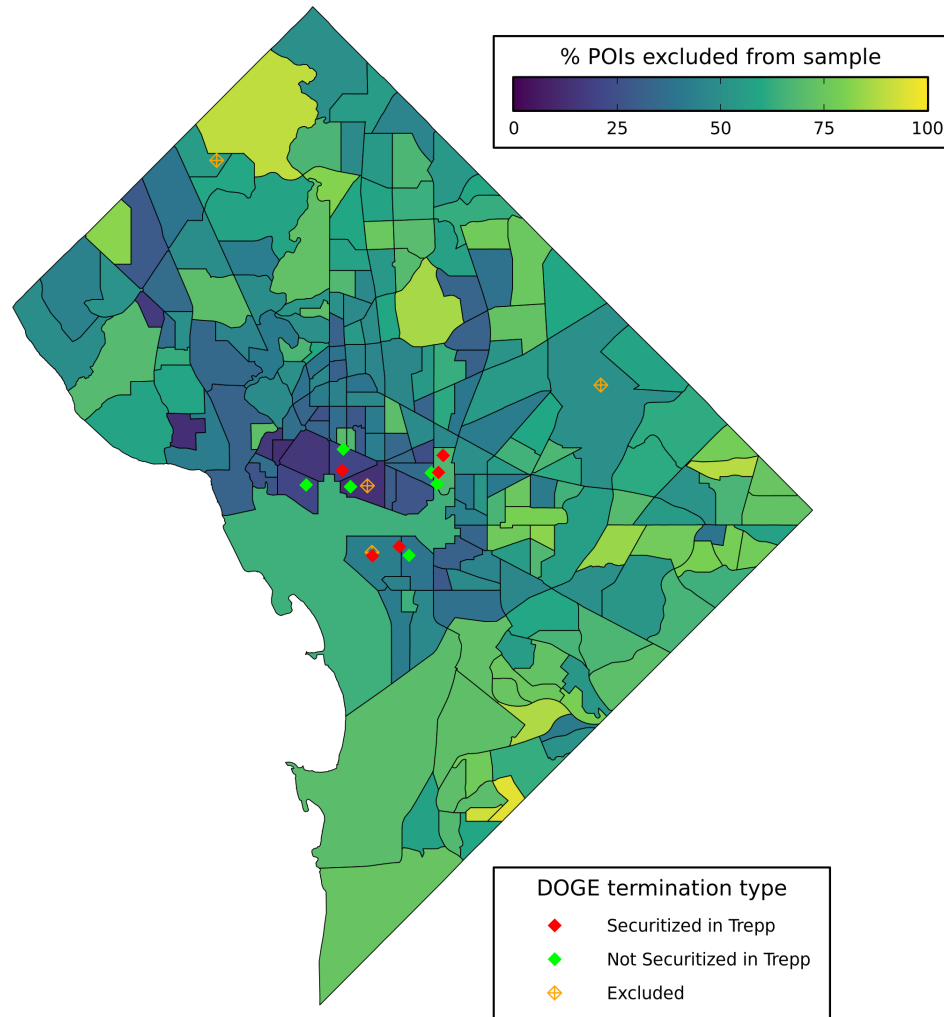 % POIs excluded from sample
0 25 50 75 100
DOGE termination type
Securitized in Trepp
Not Securitized in Trepp
Excluded